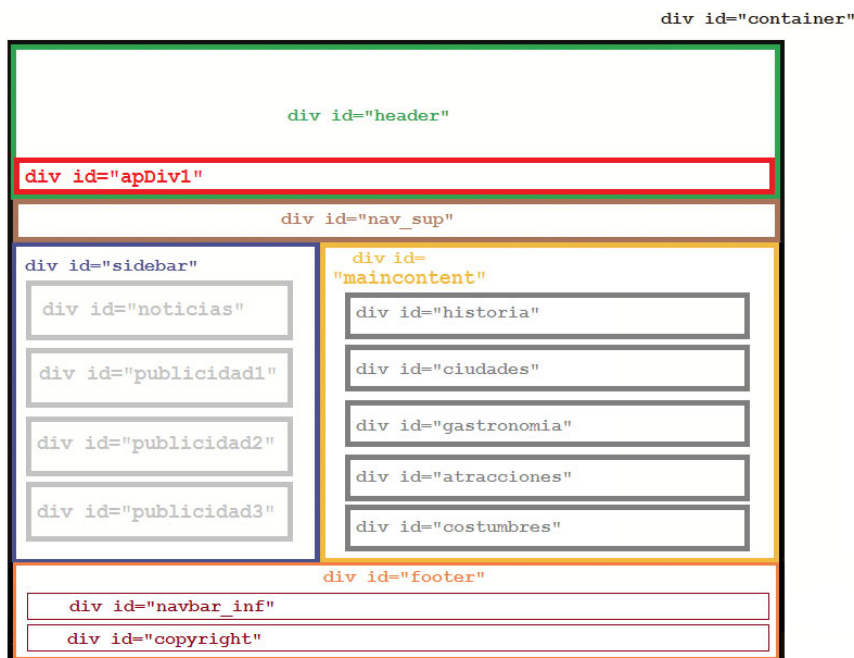 div id="container"
div id="header"
div id="apDiv1"
div id="nav_sup"
div id="sidebar"
div id="noticias"
div id="publicidad1"
div id="publicidad2"
div id="publicidad3"
div id=
"maincontent"
div id="historia"
div id="ciudades"
div id="gastronomia"
div id="atracciones"
div id="costumbres"
div id="footer"
div id="navbar_inf"
div id="copyright"